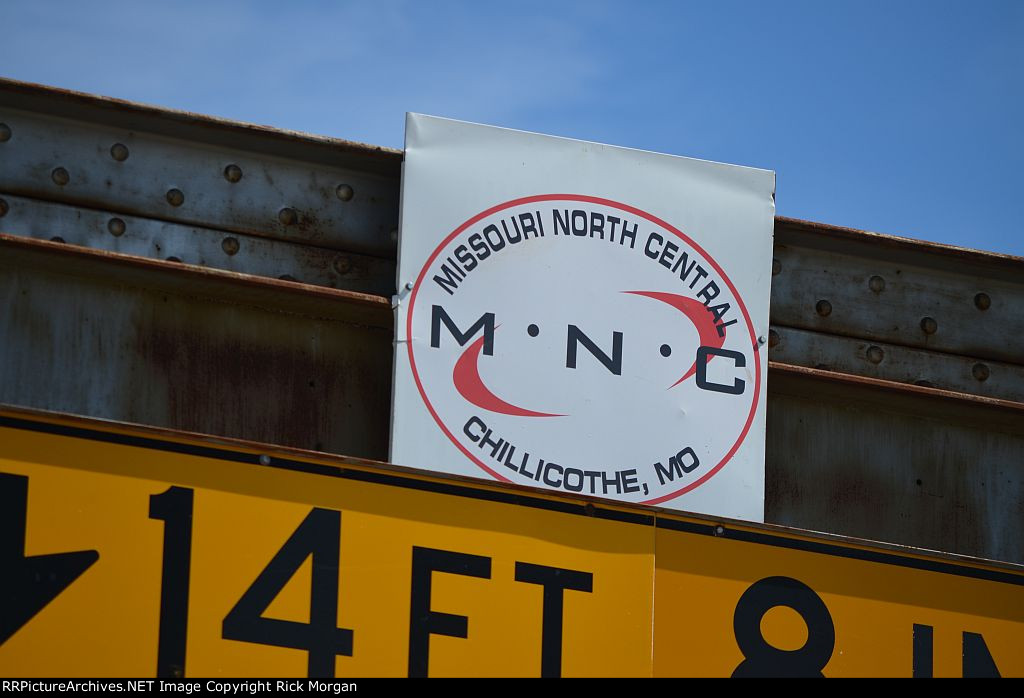 MISSOURI NORTH CENTRAL
M · N · C
CHILLICOTHE, MO
14 FT 8 IN
RRPictureArchives.NET Image Copyright Rick Morgan